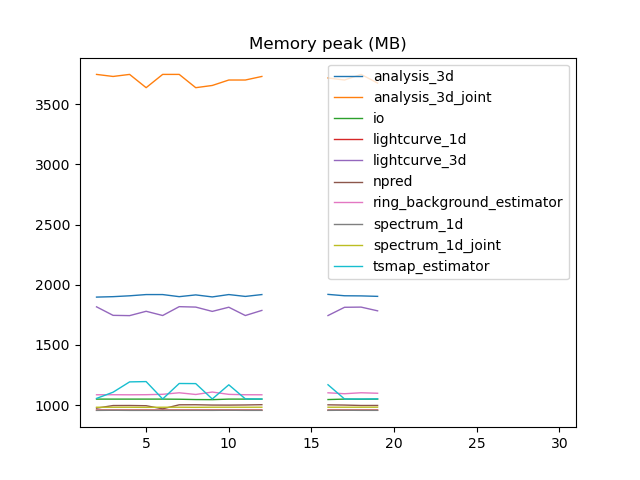 Memory peak (MB)
3500
3000
2500
2000
1500
1000
analysis_3d
analysis_3d_joint
io
lightcurve_1d
lightcurve_3d
npred
ring_background_estimator
spectrum_1d
spectrum_1d_joint
tsmap_estimator
5 10 15 20 25 30